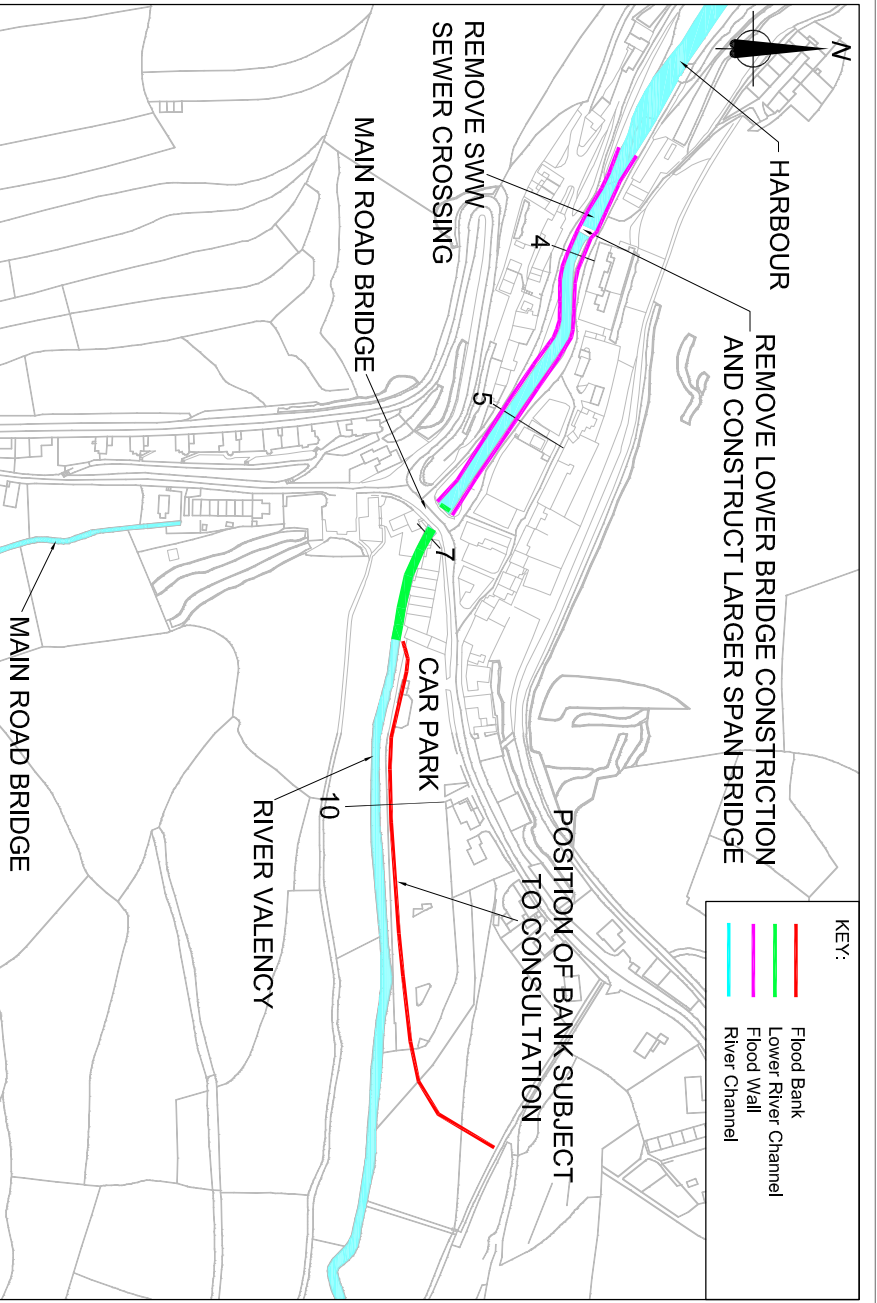 N
HARBOUR
REMOVE LOWER BRIDGE CONSTRICTION
AND CONSTRUCT LARGER SPAN BRIDGE
REMOVE SWW
SEWER CROSSING
4
MAIN ROAD BRIDGE
5
7
CAR PARK
10
POSITION OF BANK SUBJECT
TO CONSULTATION
RIVER VALENCY
MAIN ROAD BRIDGE
KEY:
Flood Bank
Lower River Channel
Flood Wall
River Channel